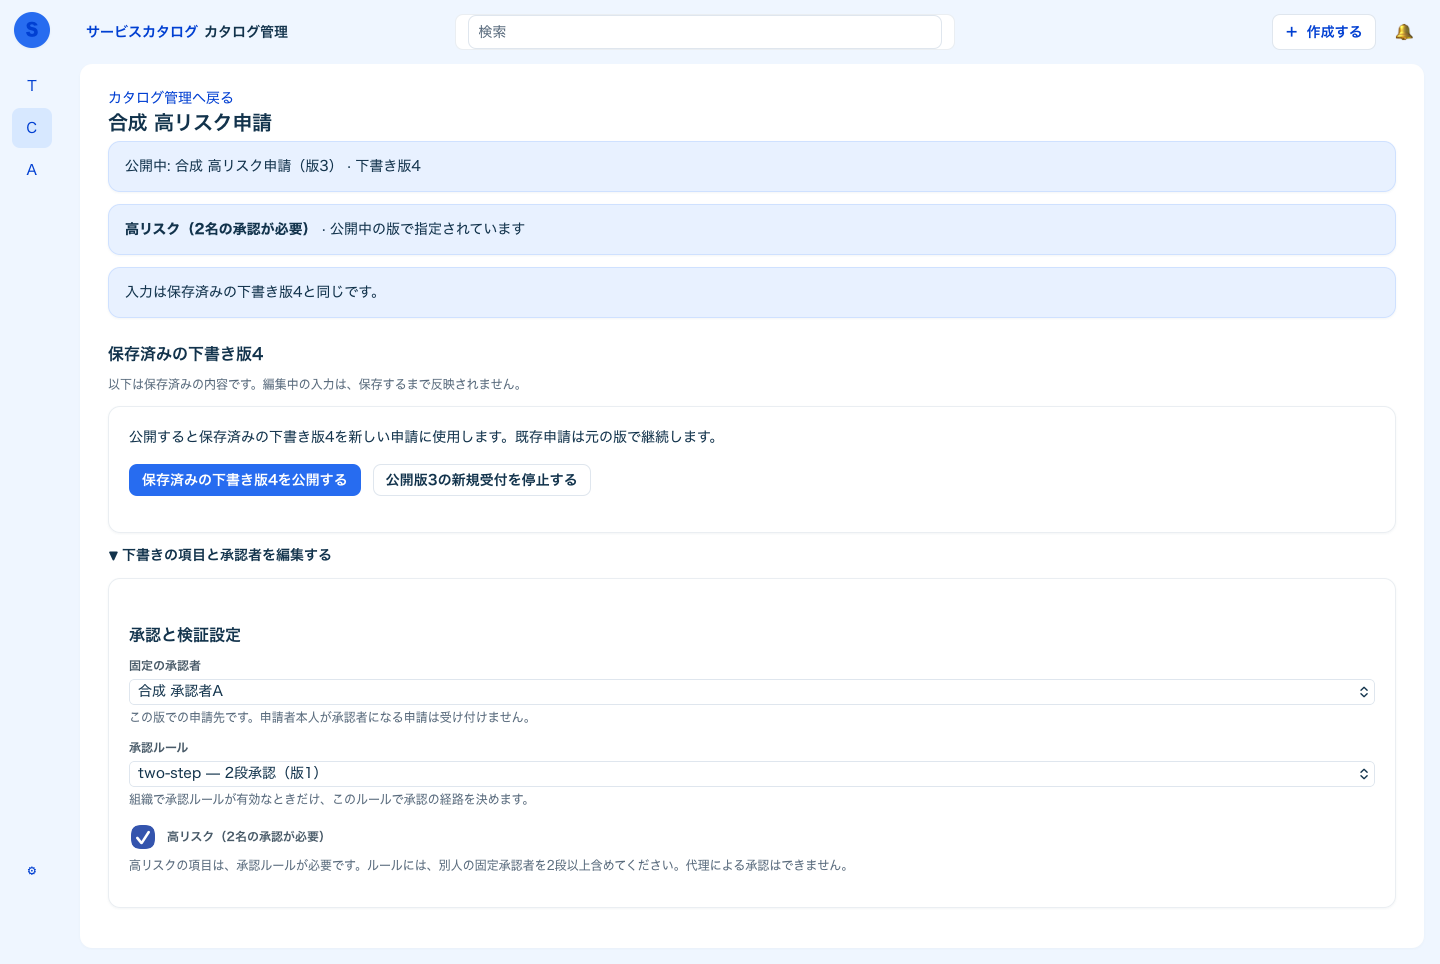 S
サービスカタログ カタログ管理
検索
+ 作成する
T
C
A
カタログ管理へ戻る
合成 高リスク申請
公開中: 合成 高リスク申請（版3） · 下書き版4
高リスク（2名の承認が必要） · 公開中の版で指定されています
入力は保存済みの下書き版4と同じです。
保存済みの下書き版4
以下は保存済みの内容です。編集中の入力は、保存するまで反映されません。
公開すると保存済みの下書き版4を新しい申請に使用します。既存申請は元の版で継続します。
保存済みの下書き版4を公開する
公開版3の新規受付を停止する
▼ 下書きの項目と承認者を編集する
承認と検証設定
固定の承認者
合成 承認者A
この版での申請先です。申請者本人が承認者になる申請は受け付けません。
承認ルール
two-step — 2段承認（版1）
組織で承認ルールが有効なときだけ、このルールで承認の経路を決めます。
高リスク（2名の承認が必要）
高リスクの項目は、承認ルールが必要です。ルールには、別人の固定承認者を2段以上含めてください。代理による承認はできません。